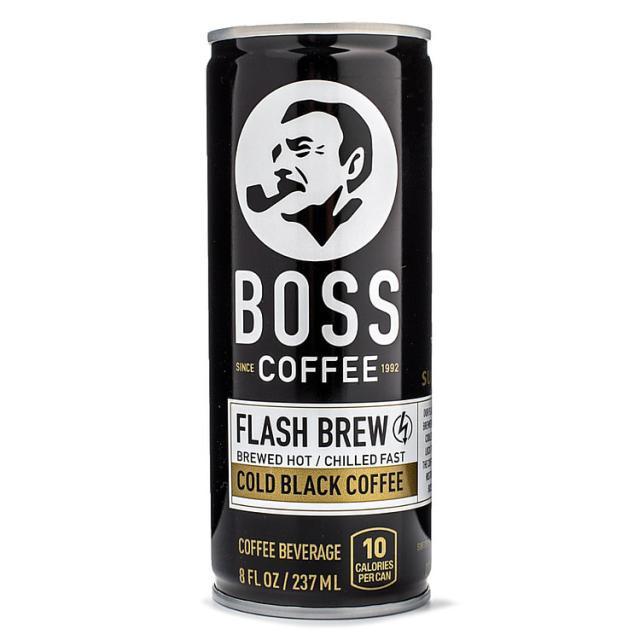 BOSS
SINCE COFFEE 1992
FLASH BREW
BREWED HOT / CHILLED FAST
COLD BLACK COFFEE
COFFEE BEVERAGE
8 FL OZ / 237 ML
10
CALORIES
PER CAN